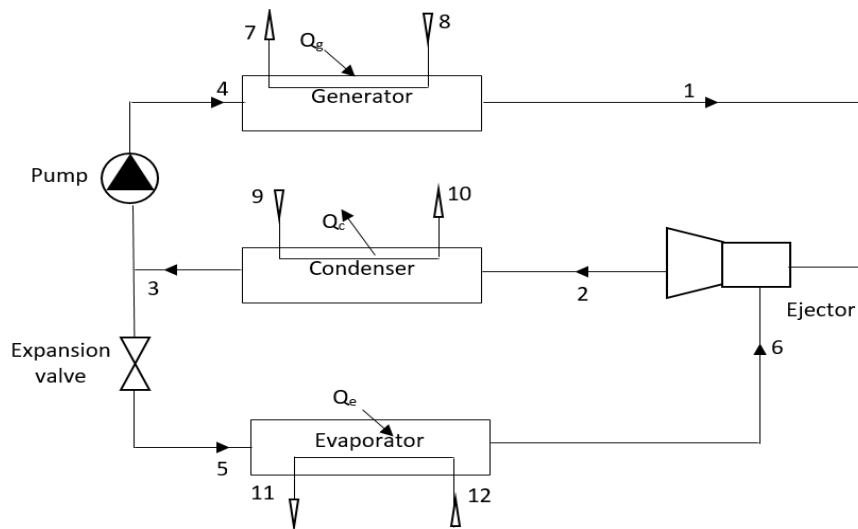 7
8
Qg
4
Generator
1
Pump
9
10
Qc
Condenser
3
2
Ejector
Expansion
valve
6
Qe
Evaporator
5
11
12